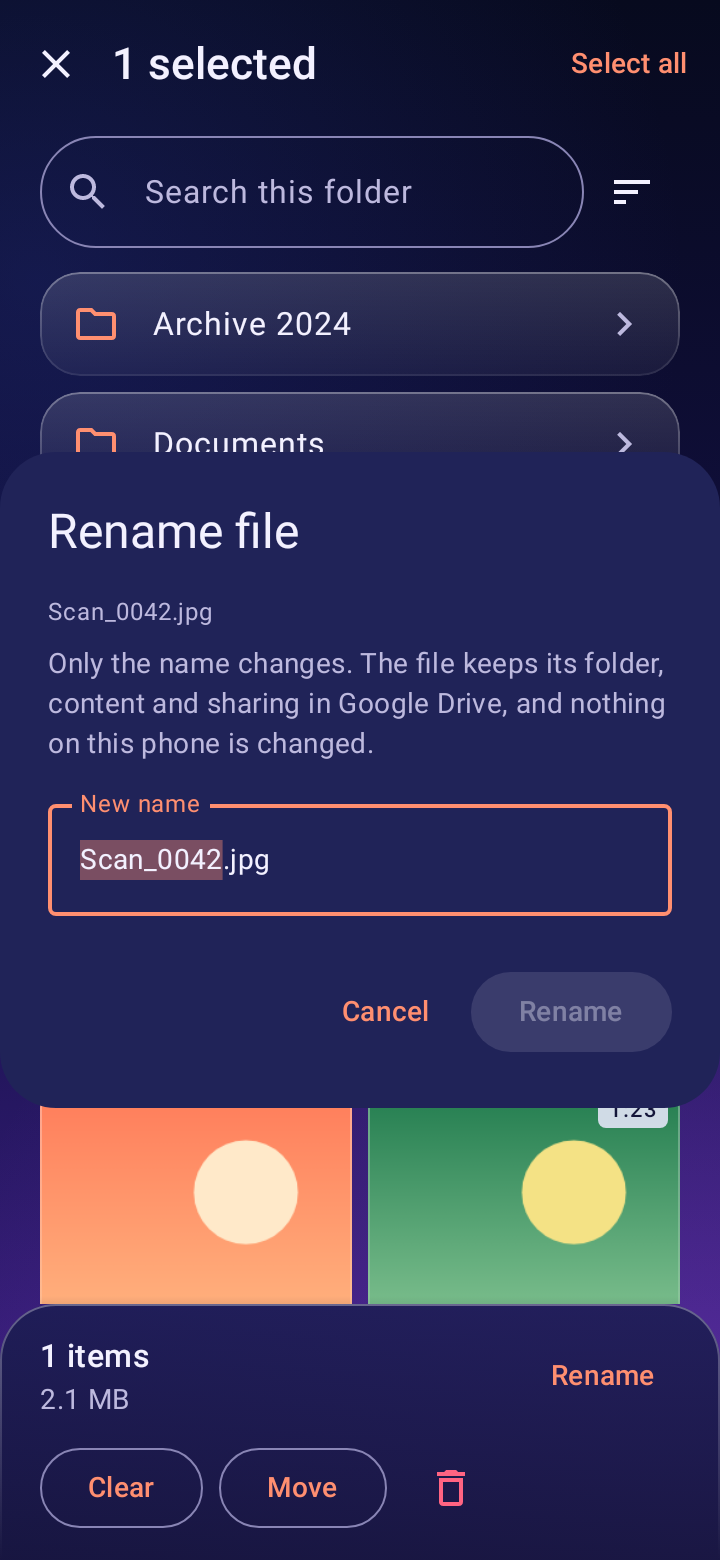 1 selected
Select all
Search this folder
Archive 2024
Documents
Rename file
Scan_0042.jpg
Only the name changes. The file keeps its folder,
content and sharing in Google Drive, and nothing
on this phone is changed.
New name
Scan_0042.jpg
Cancel
Rename
1:23
1 items
2.1 MB
Rename
Clear
Move